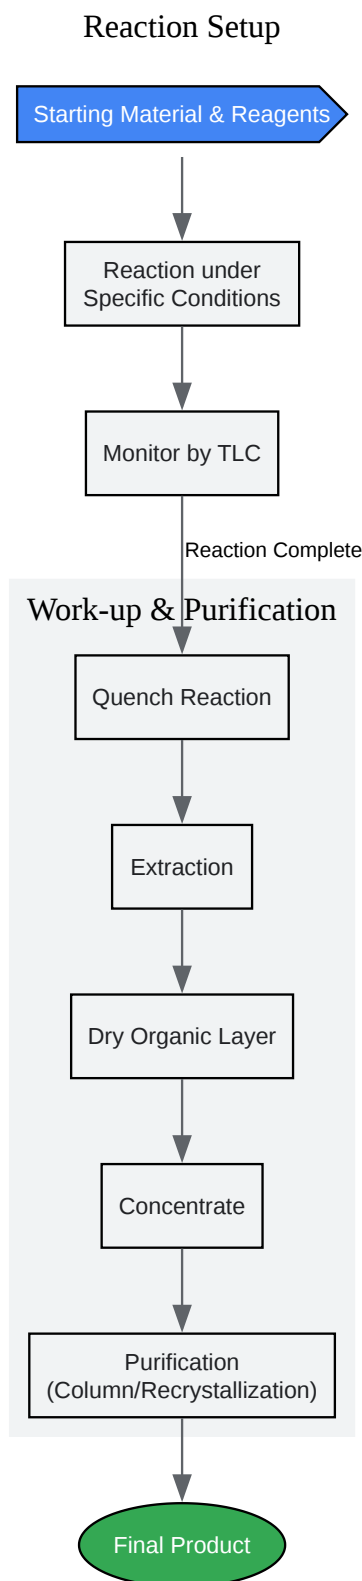 Reaction Setup
Starting Material & Reagents
Reaction under
Specific Conditions
Monitor by TLC
Reaction Complete
Work-up & Purification
Quench Reaction
Extraction
Dry Organic Layer
Concentrate
Purification
(Column/Recrystallization)
Final Product